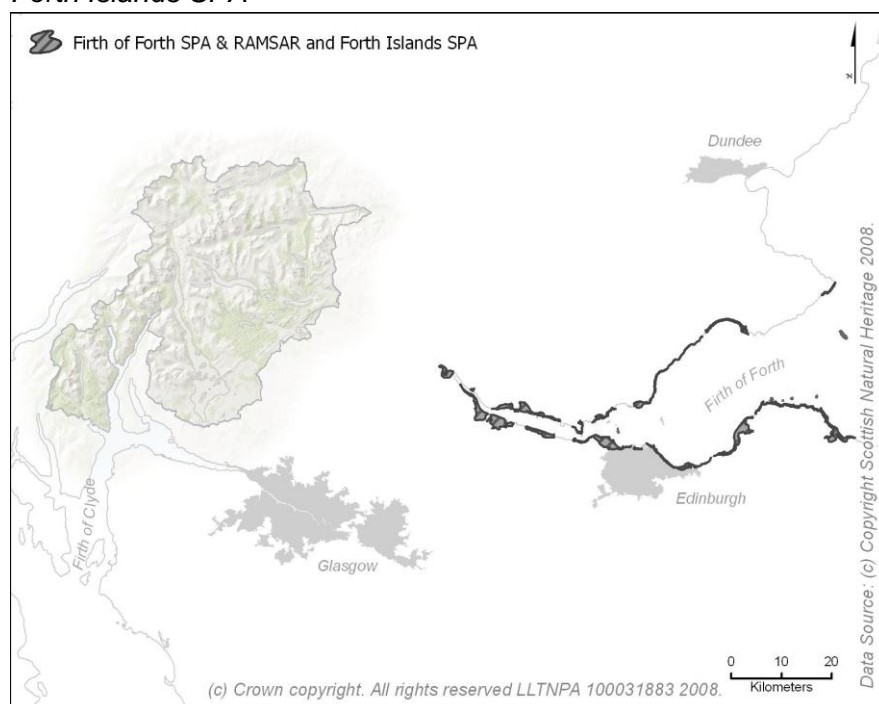 Forth Islands SPA
Firth of Forth SPA & RAMSAR and Forth Islands SPA
N
Dundee
Firth of Forth
Edinburgh
Glasgow
Firth of Clyde
Data Source: (c) Copyright Scottish Natural Heritage 2008.
0 10 20
Kilometers
(c) Crown copyright. All rights reserved LLTNPA 100031883 2008.